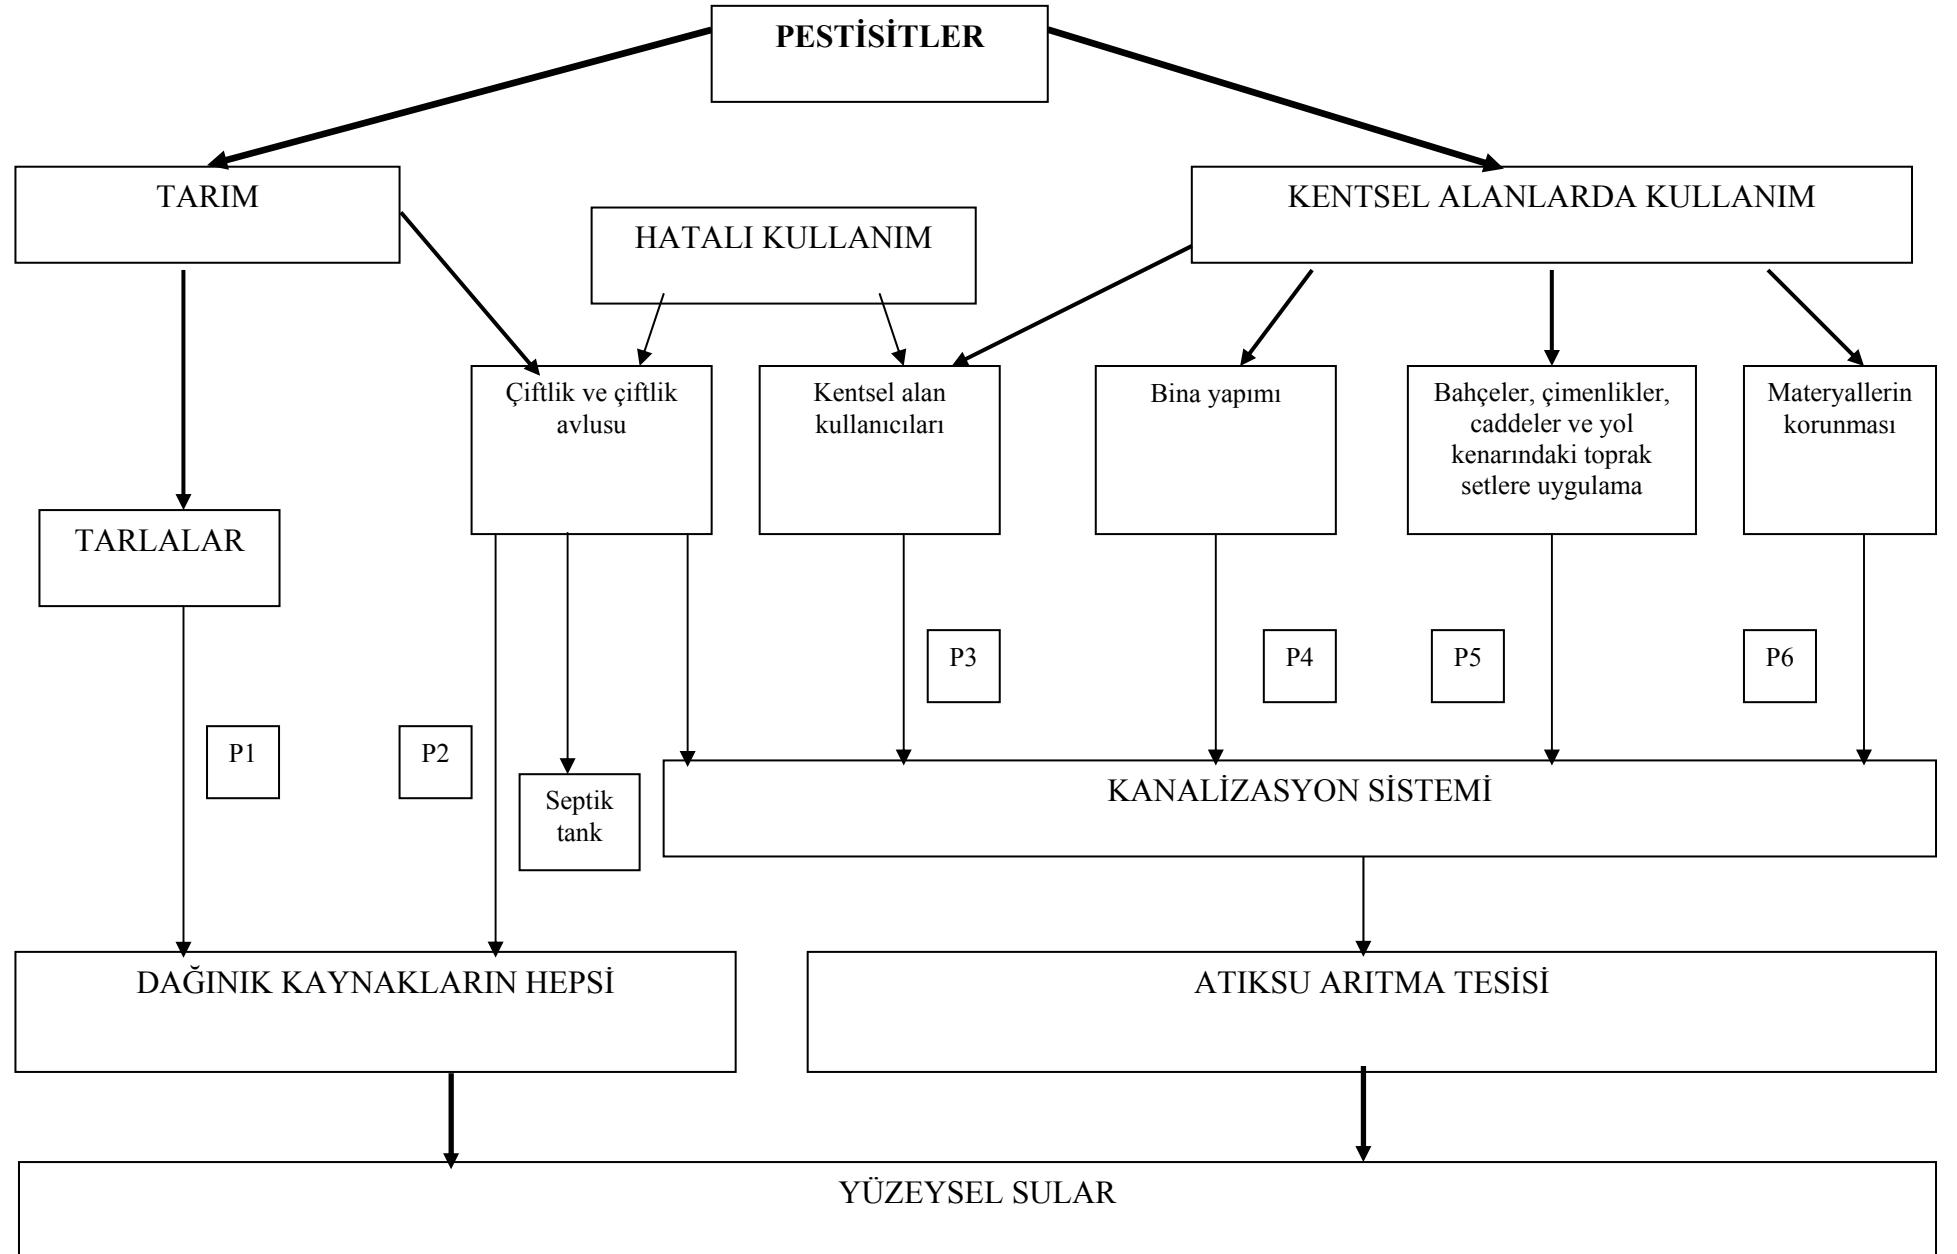 PESTİSİTLER
TARIM
KENTSEL ALANLARDA KULLANIM
HATALI KULLANIM
Çiftlik ve çiftlik
avlusu
Kentsel alan
kullanıcıları
Bina yapımı
Bahçeler, çimenlikler,
caddeler ve yol
kenarındaki toprak
setlere uygulama
Materyallerin
korunması
TARLALAR
P3
P4
P5
P6
P1
P2
Septik
tank
KANALİZASYON SİSTEMİ
DAĞINIK KAYNAKLARIN HEPSİ
ATIKSU ARITMA TESİSİ
YÜZEYSEL SULAR